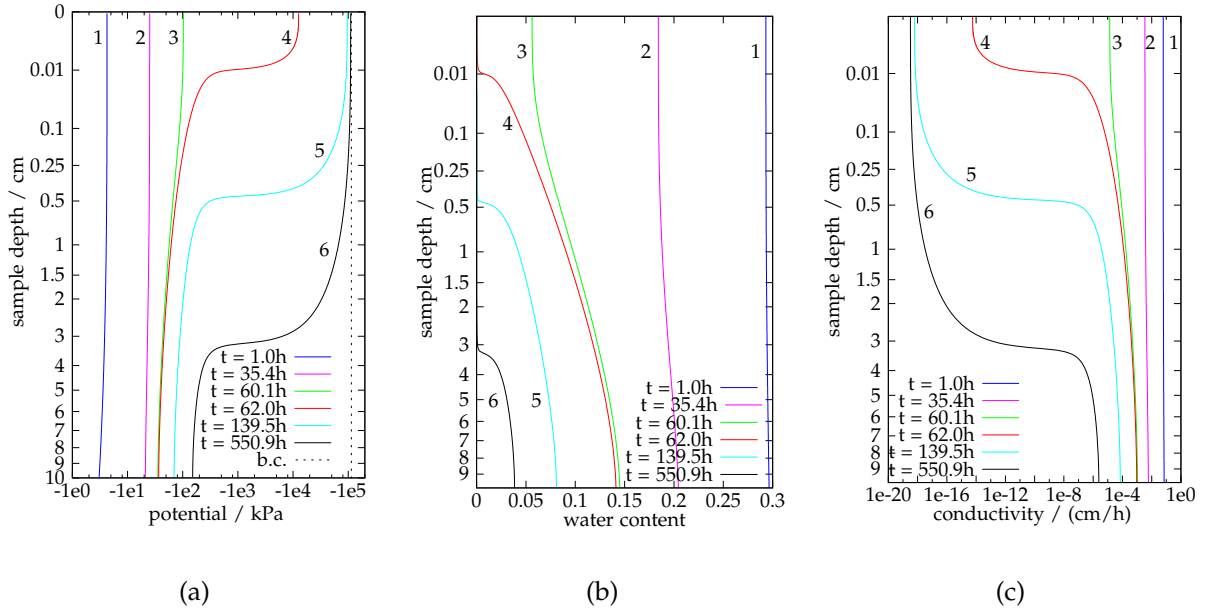 0
0.01
0.1
0.25
0.5
1
1.5
2
3
4
5
6
7
8
9
10
sample depth / cm
1
2
3
4
5
6
t = 1.0h
t = 35.4h
t = 60.1h
t = 62.0h
t = 139.5h
t = 550.9h
b.c.
-1e0
-1e1
-1e2
-1e3
-1e4
-1e5
potential / kPa
(a)
0.01
0.1
0.25
0.5
1
1.5
2
3
4
5
6
7
8
9
sample depth / cm
3
2
1
4
5
6
t = 1.0h
t = 35.4h
t = 60.1h
t = 62.0h
t = 139.5h
t = 550.9h
0
0.05
0.1
0.15
0.2
0.25
0.3
water content
(b)
0.01
0.1
0.25
0.5
1
1.5
2
3
4
5
6
7
8
9
sample depth / cm
4
3
2
1
5
6
t = 1.0h
t = 35.4h
t = 60.1h
t = 62.0h
t = 139.5h
t = 550.9h
1e-20
1e-16
1e-12
1e-8
1e-4
1e0
conductivity / (cm/h)
(c)